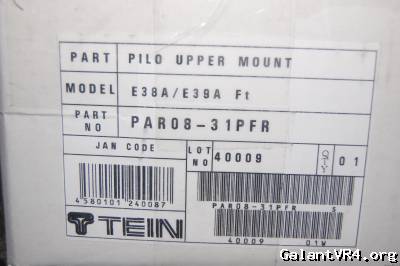 PART PILO UPPER MOUNT
MODEL E38A/E39A Ft
PART NO PAR08-31PFR
JAN CODE
LOT NO 40009 Q'TY 01
4580101 240087
PAR08-31PFR S
TEIN
40009 01W
GalantVR4.org